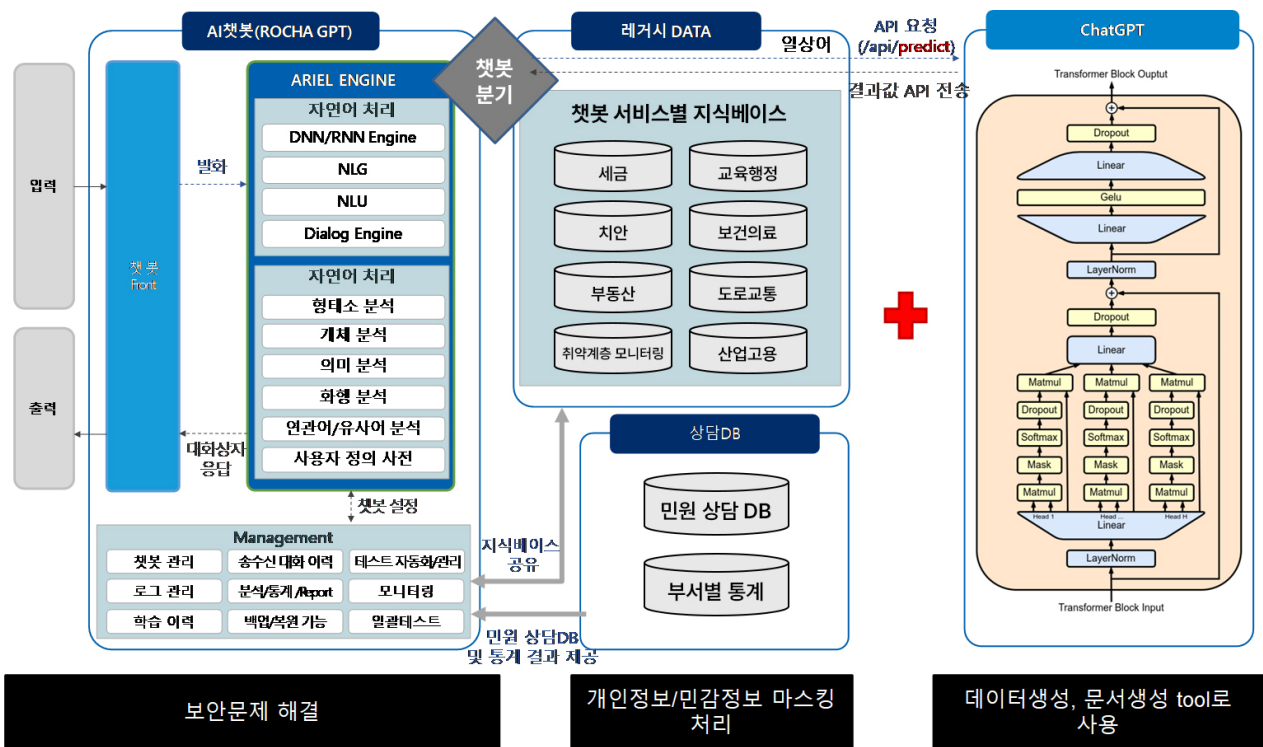 AI챗봇(ROCHA GPT)
레거시 DATA
ChatGPT
입력
출력
챗 봇
Front
발화
대화상자
응답
ARIEL ENGINE
자연어 처리
DNN/RNN Engine
NLG
NLU
Dialog Engine
자연어 처리
형태소 분석
개체 분석
의미 분석
화행 분석
연관어/유사어 분석
사용자 정의 사전
챗봇
분기
챗봇 설정
Management
챗봇 관리
송수신 대화 이력
테스트 자동화/관리
로그 관리
분석/통계 /Report
모니터링
학습 이력
백업/복원 기능
일괄테스트
일상어
API 요청
(/api/predict)
결과값 API 전송
챗봇 서비스별 지식베이스
세금
교육행정
치안
보건의료
부동산
도로교통
취약계층 모니터링
산업고용
지식베이스
공유
상담DB
민원 상담 DB
부서별 통계
민원 상담DB
및 통계 결과 제공
Transformer Block Ouptut
Dropout
Linear
Gelu
Linear
LayerNorm
Dropout
Linear
Matmul
Matmul
Matmul
Dropout
Dropout
Dropout
Softmax
Softmax
Softmax
Mask
Mask
Mask
Matmul
Matmul
Matmul
Head 1
Head ...
Head H
Linear
LayerNorm
Transformer Block Input
보안문제 해결
개인정보/민감정보 마스킹
처리
데이터생성, 문서생성 tool로
사용